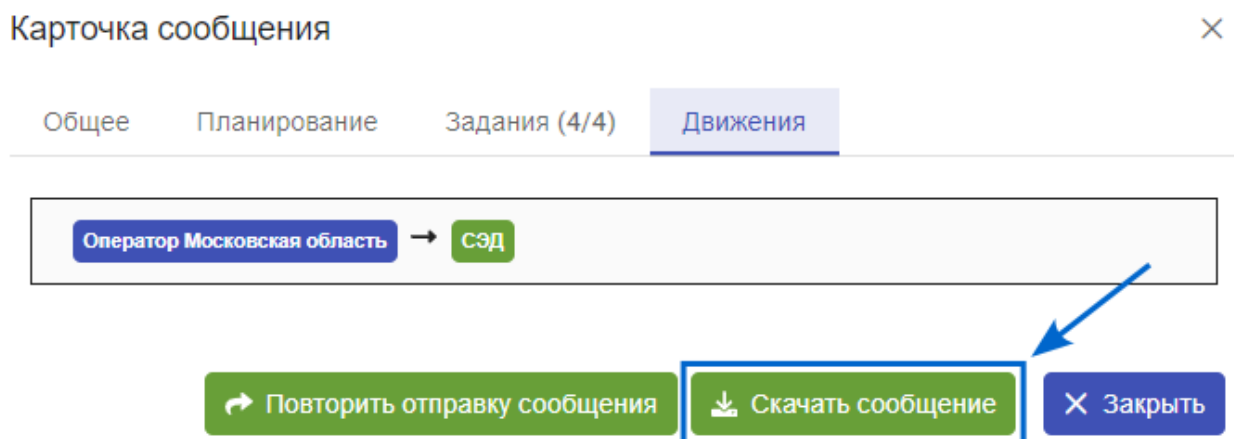 Карточка сообщения
Общее Планирование Задания (4/4) Движения
Оператор Московская область → СЭД
Повторить отправку сообщения Скачать сообщение Закрыть